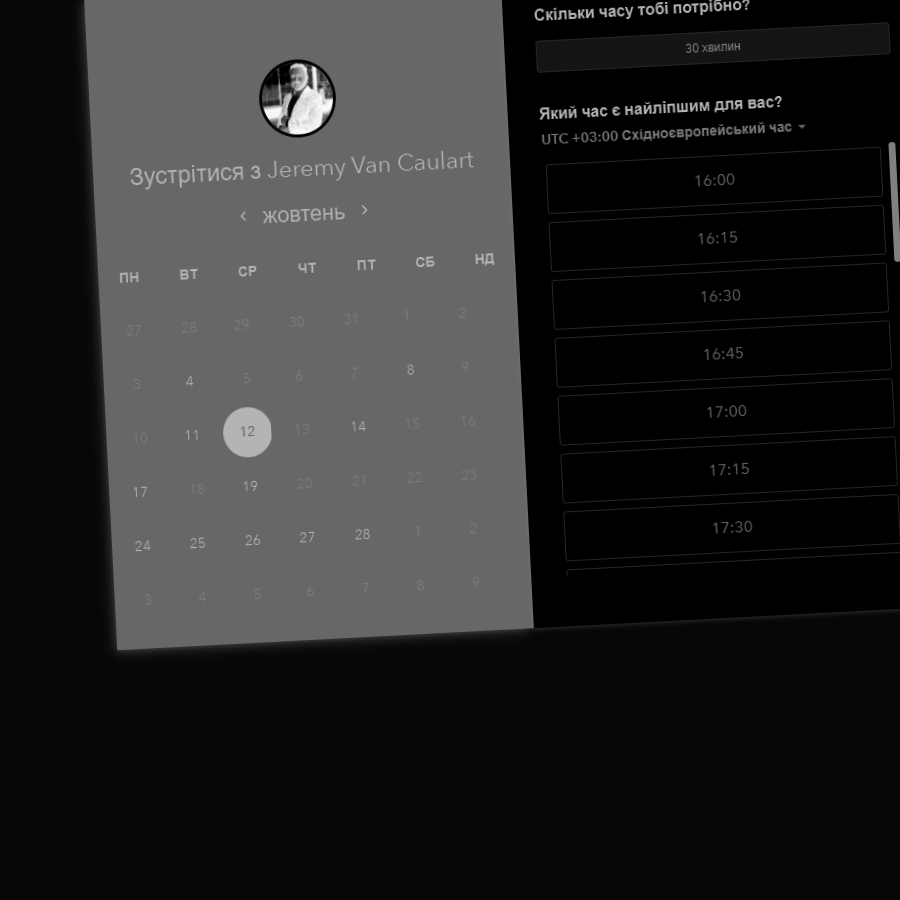 Зустрітися з Jeremy Van Caulart
жовтень
ПН ВТ СР ЧТ ПТ СБ НД
27 28 29 30 31 1 2
3 4 5 6 7 8 9
10 11 12 13 14 15 16
17 18 19 20 21 22 23
24 25 26 27 28 1 2
3 4 5 6 7 8 9
Скільки часу тобі потрібно?
30 хвилин
Який час є найліпшим для вас?
UTC +03:00 Східноєвропейський час
16:00
16:15
16:30
16:45
17:00
17:15
17:30